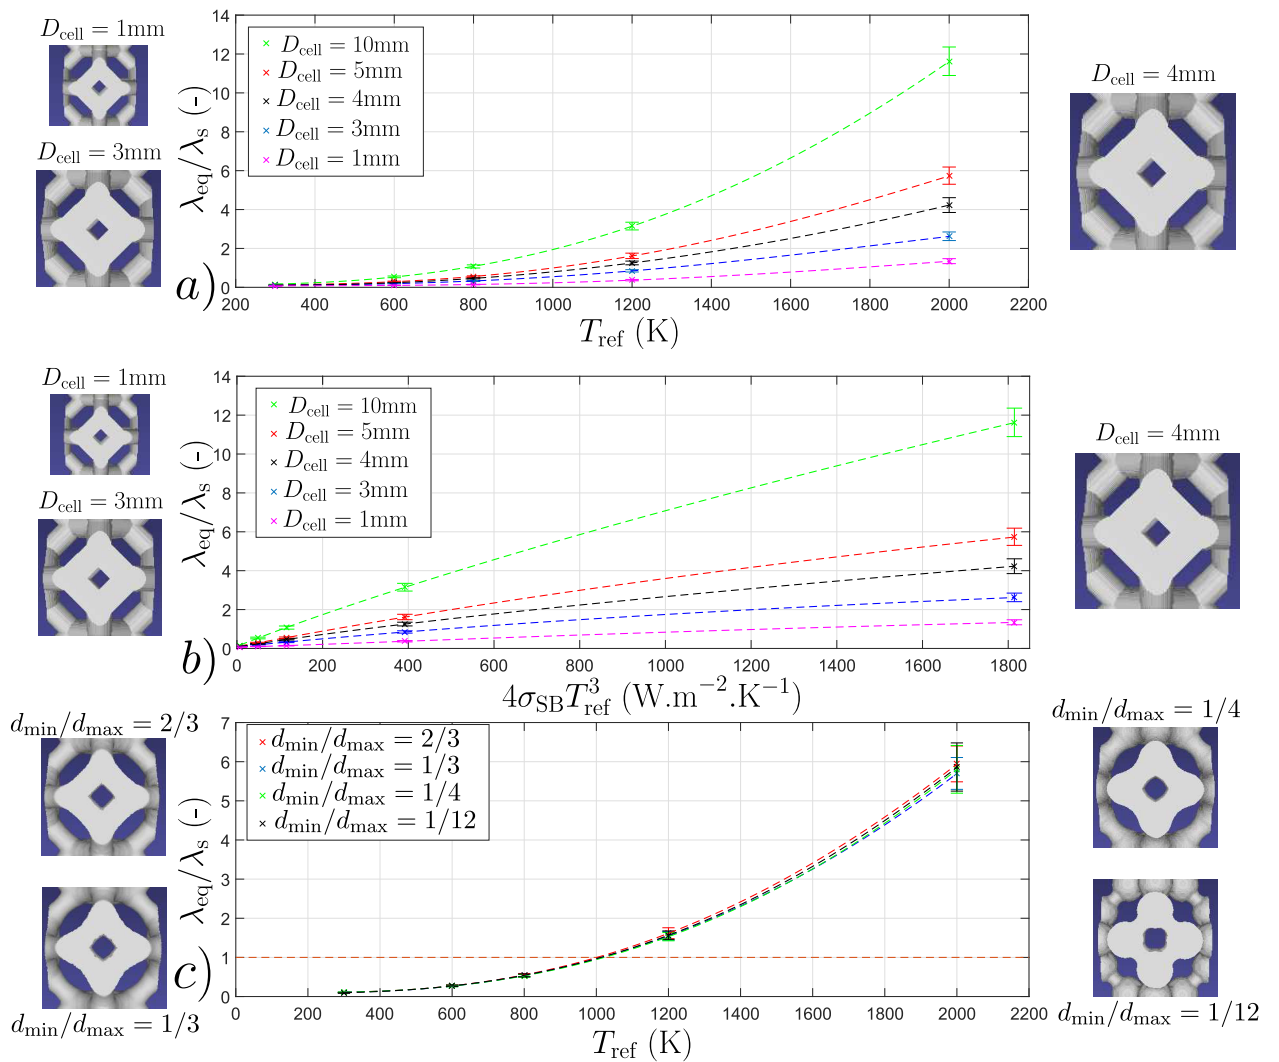 D_cell = 1mm
D_cell = 3mm
a)
λ_eq/λ_s (-)
14
12
10
8
6
4
2
0
D_cell = 10mm
D_cell = 5mm
D_cell = 4mm
D_cell = 3mm
D_cell = 1mm
200 400 600 800 1000 1200 1400 1600 1800 2000 2200
T_ref (K)
D_cell = 4mm
D_cell = 1mm
D_cell = 3mm
b)
λ_eq/λ_s (-)
14
12
10
8
6
4
2
0
D_cell = 10mm
D_cell = 5mm
D_cell = 4mm
D_cell = 3mm
D_cell = 1mm
0 200 400 600 800 1000 1200 1400 1600 1800
4σ_SB T_ref^3 (W.m^−2.K^−1)
D_cell = 4mm
d_min/d_max = 2/3
d_min/d_max = 1/3
c)
λ_eq/λ_s (-)
7
6
5
4
3
2
1
0
d_min/d_max = 2/3
d_min/d_max = 1/3
d_min/d_max = 1/4
d_min/d_max = 1/12
0 200 400 600 800 1000 1200 1400 1600 1800 2000 2200
T_ref (K)
d_min/d_max = 1/4
d_min/d_max = 1/12